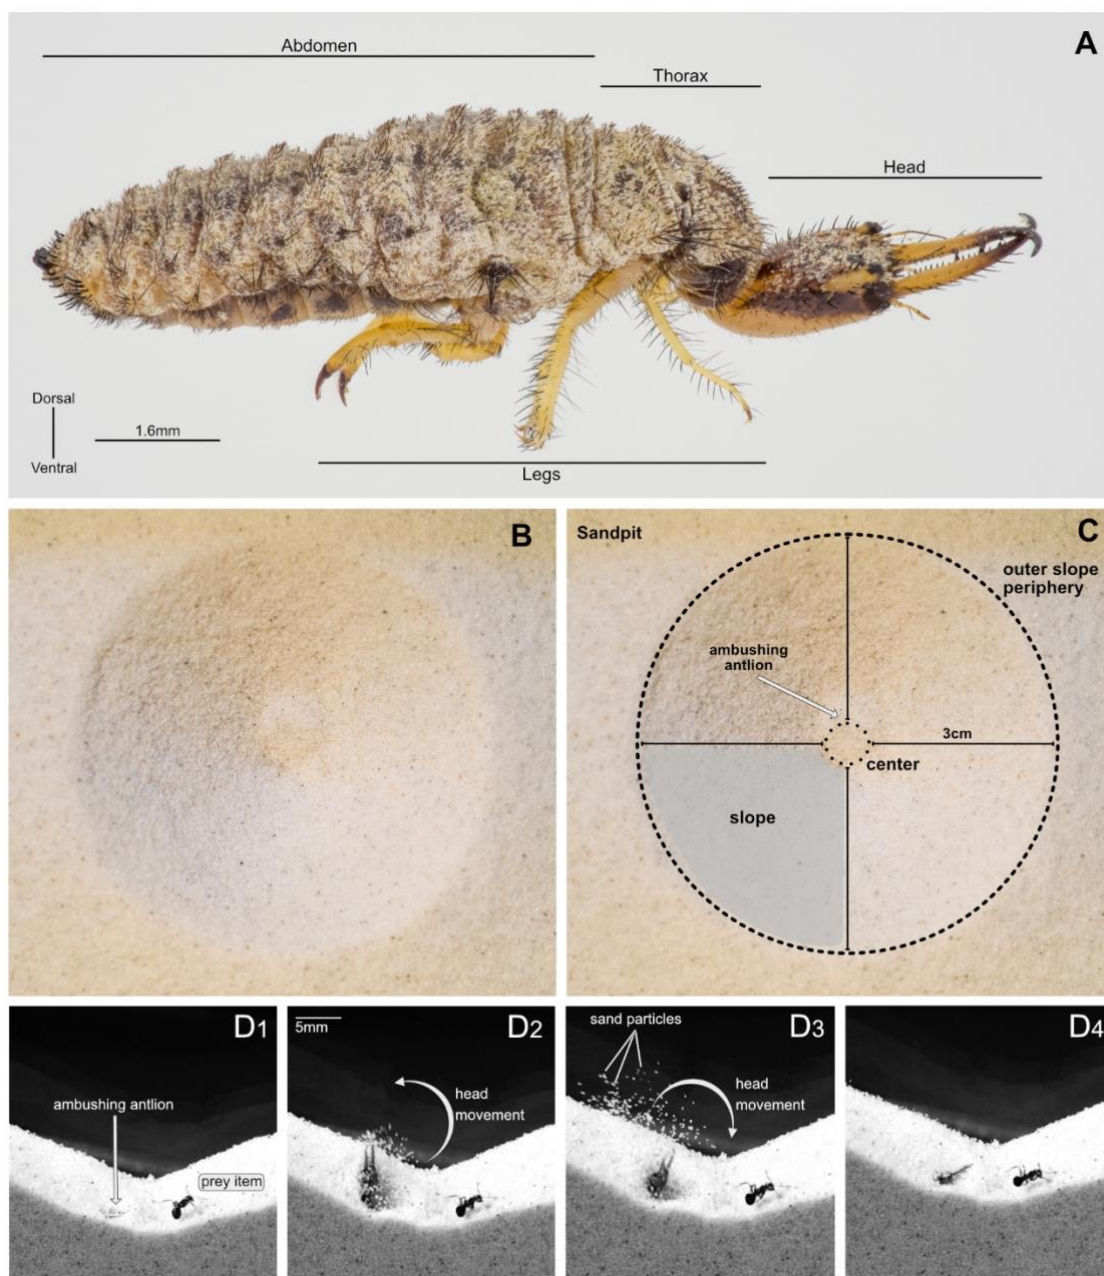 Abdomen
A
Thorax
Head
Dorsal
1.6mm
Ventral
Legs
B
Sandpit
C
outer slope
periphery
ambushing
antlion
3cm
center
slope
D1
ambushing antlion
prey item
D2
5mm
head
movement
D3
sand particles
head
movement
D4